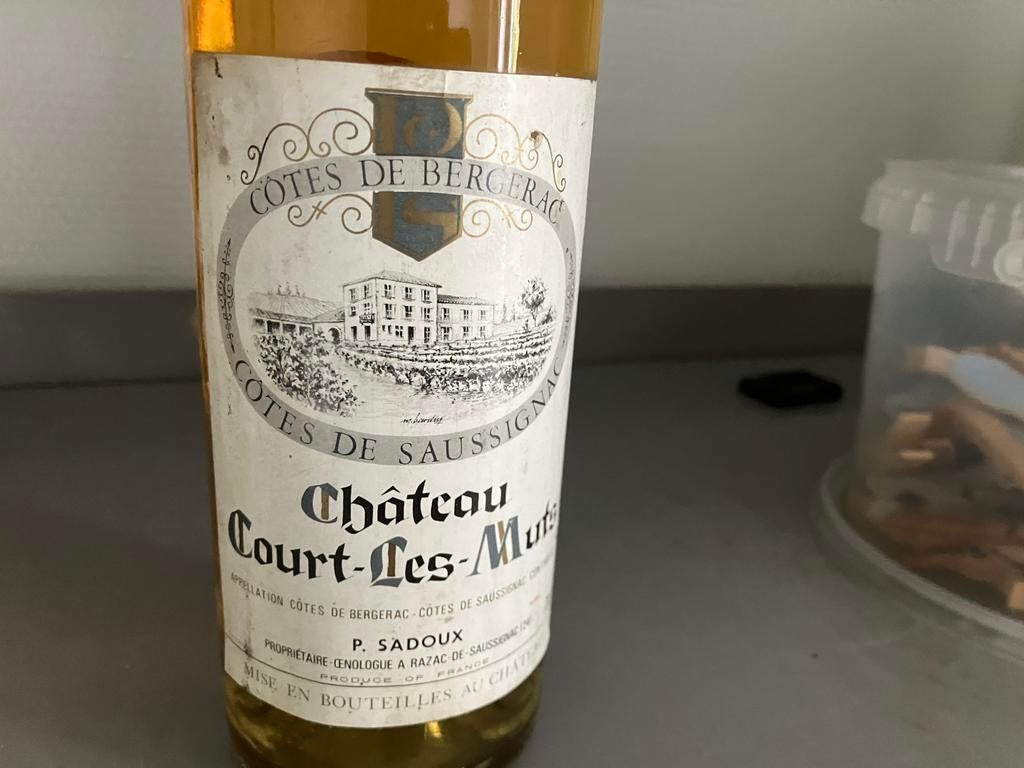 CÔTES DE BERGERAC
CÔTES DE SAUSSIGNAC
Château
Court-Les-Muts
APPELLATION CÔTES DE BERGERAC - CÔTES DE SAUSSIGNAC
P. SADOUX
PROPRIÉTAIRE-ŒNOLOGUE A RAZAC-DE-SAUSSIGNAC
PRODUCE OF FRANCE
MISE EN BOUTEILLES AU CHÂTEAU